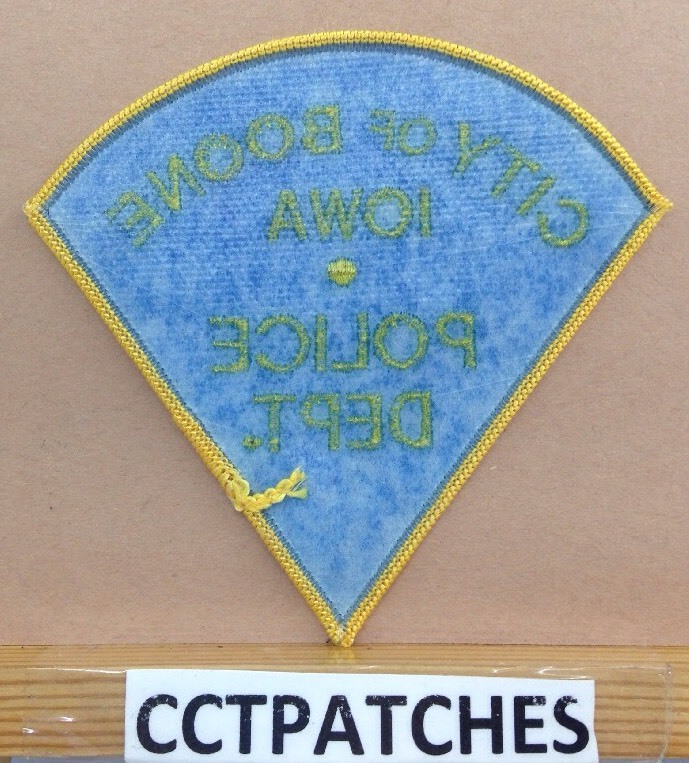 CITY OF BOONE
IOWA
POLICE
DEPT.
CCTPATCHES